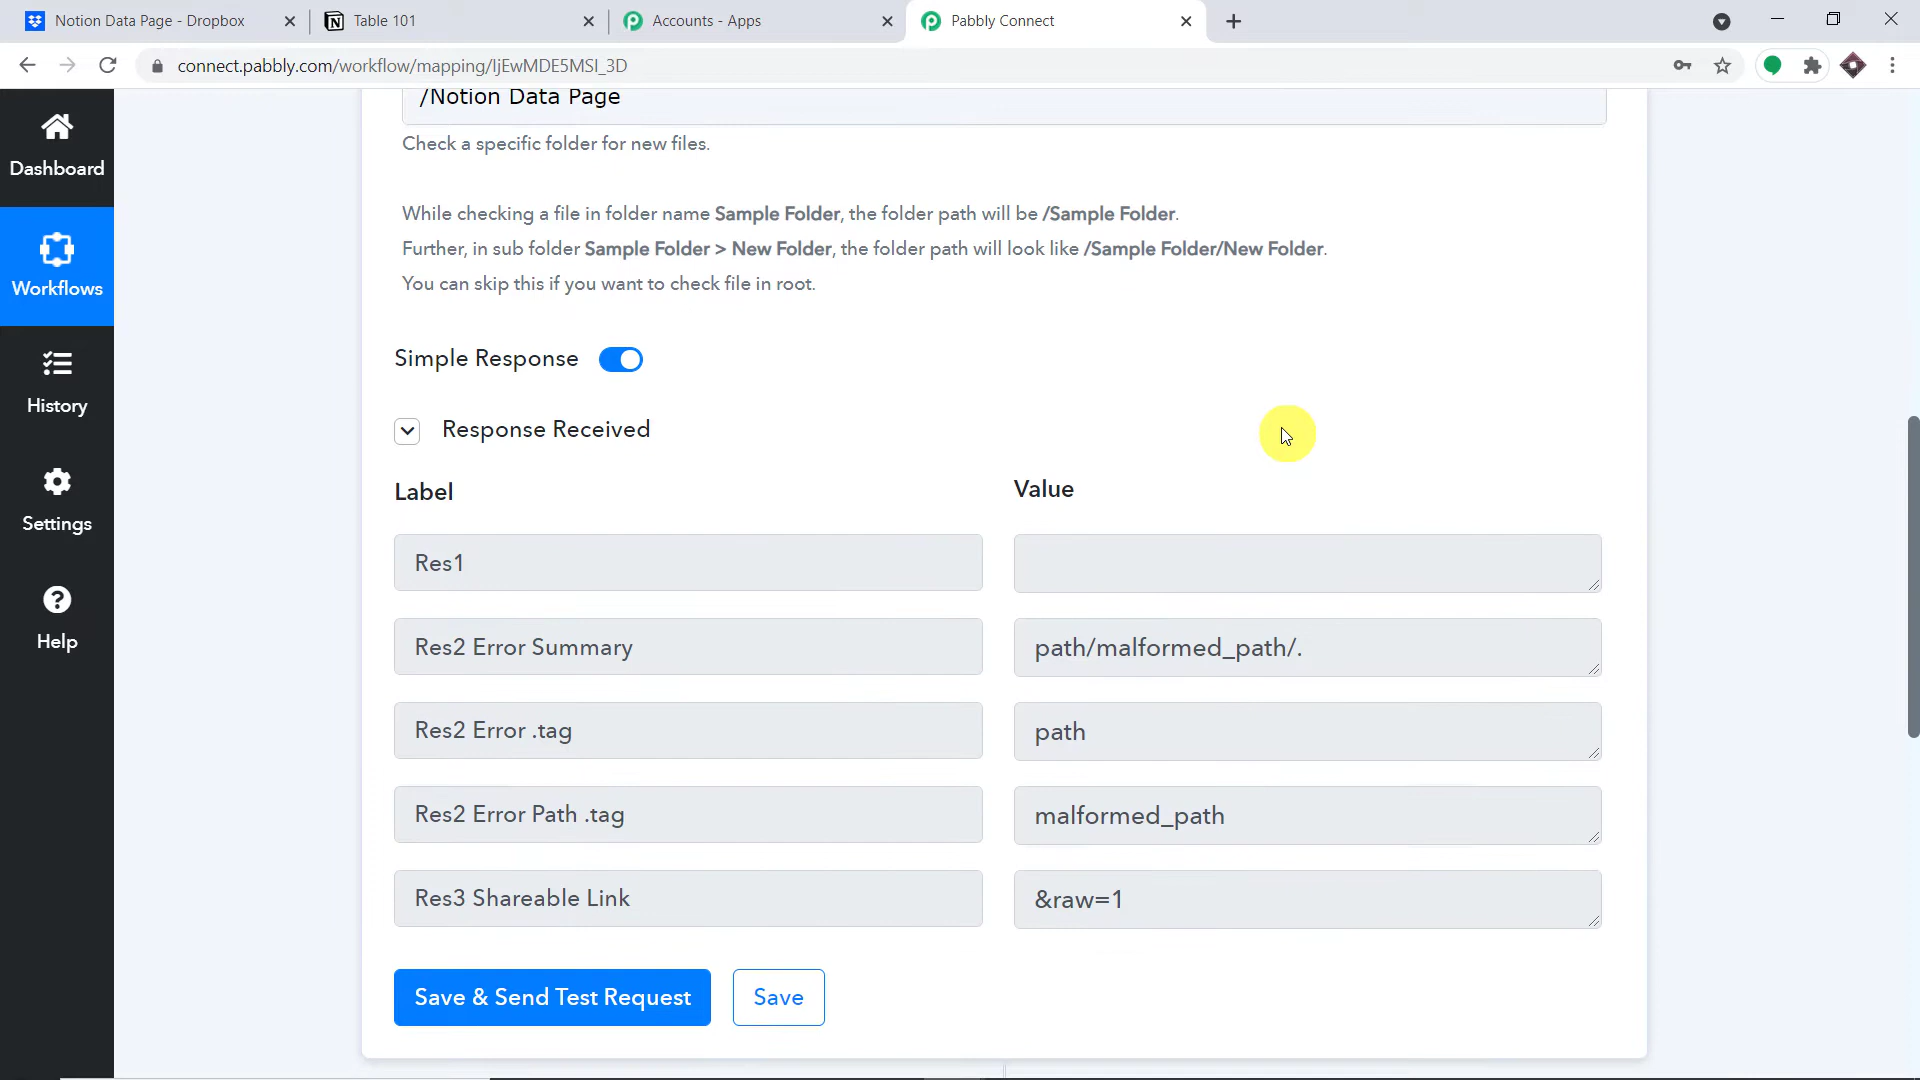 Notion Data Page - Dropbox
Table 101
Accounts - Apps
Pabbly Connect
connect.pabbly.com/workflow/mapping/IjEwMDE5MSI_3D
Dashboard
Workflows
History
Settings
Help
/Notion Data Page
Check a specific folder for new files.
While checking a file in folder name Sample Folder, the folder path will be /Sample Folder.
Further, in sub folder Sample Folder > New Folder, the folder path will look like /Sample Folder/New Folder.
You can skip this if you want to check file in root.
Simple Response
Response Received
Label
Value
Res1
Res2 Error Summary
path/malformed_path/.
Res2 Error .tag
path
Res2 Error Path .tag
malformed_path
Res3 Shareable Link
&raw=1
Save & Send Test Request
Save